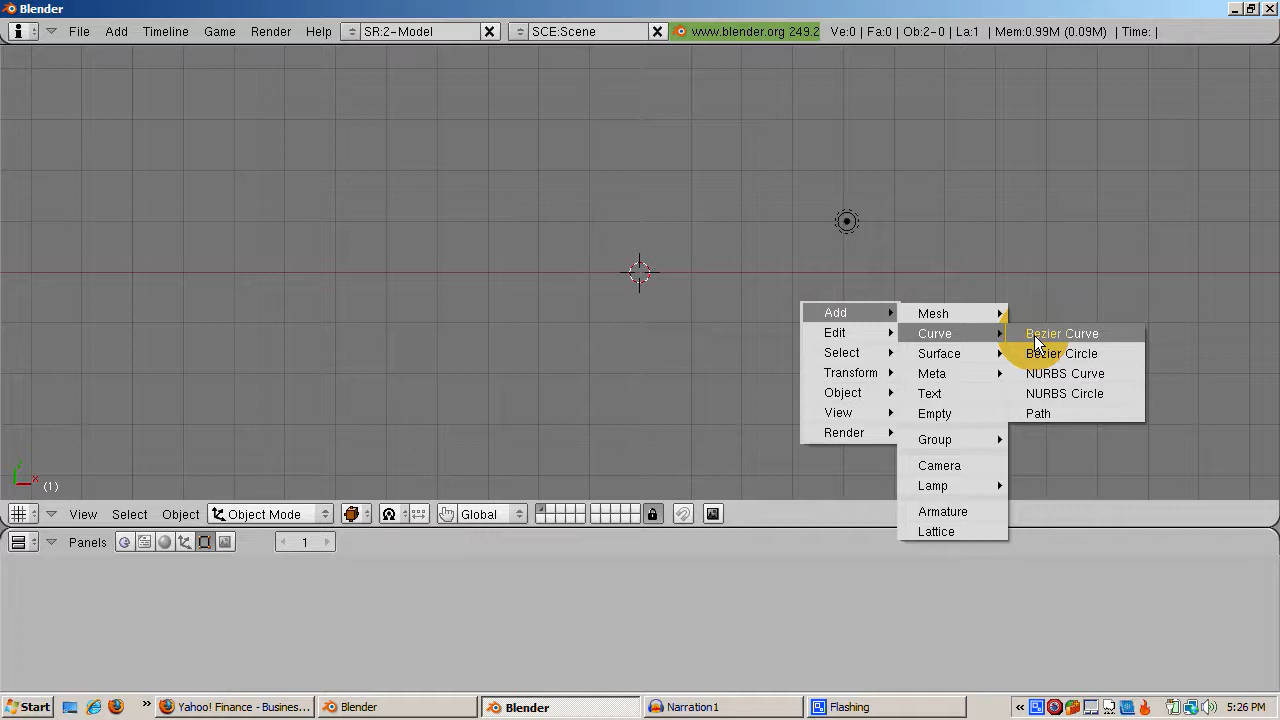 Blender
File Add Timeline Game Render Help SR:2-Model SCE:Scene www.blender.org 249.2 Ve:0 | Fa:0 | Ob:2-0 | La:1 | Mem:0.99M (0.09M) | Time: |
Add
Edit
Select
Transform
Object
View
Render
Mesh
Curve
Surface
Meta
Text
Empty
Group
Camera
Lamp
Armature
Lattice
Bezier Curve
Bezier Circle
NURBS Curve
NURBS Circle
Path
Y
X
(1)
View Select Object Object Mode Global
Panels 1
Start Yahoo! Finance - Busines... Blender Blender Narration1 Flashing 5:26 PM